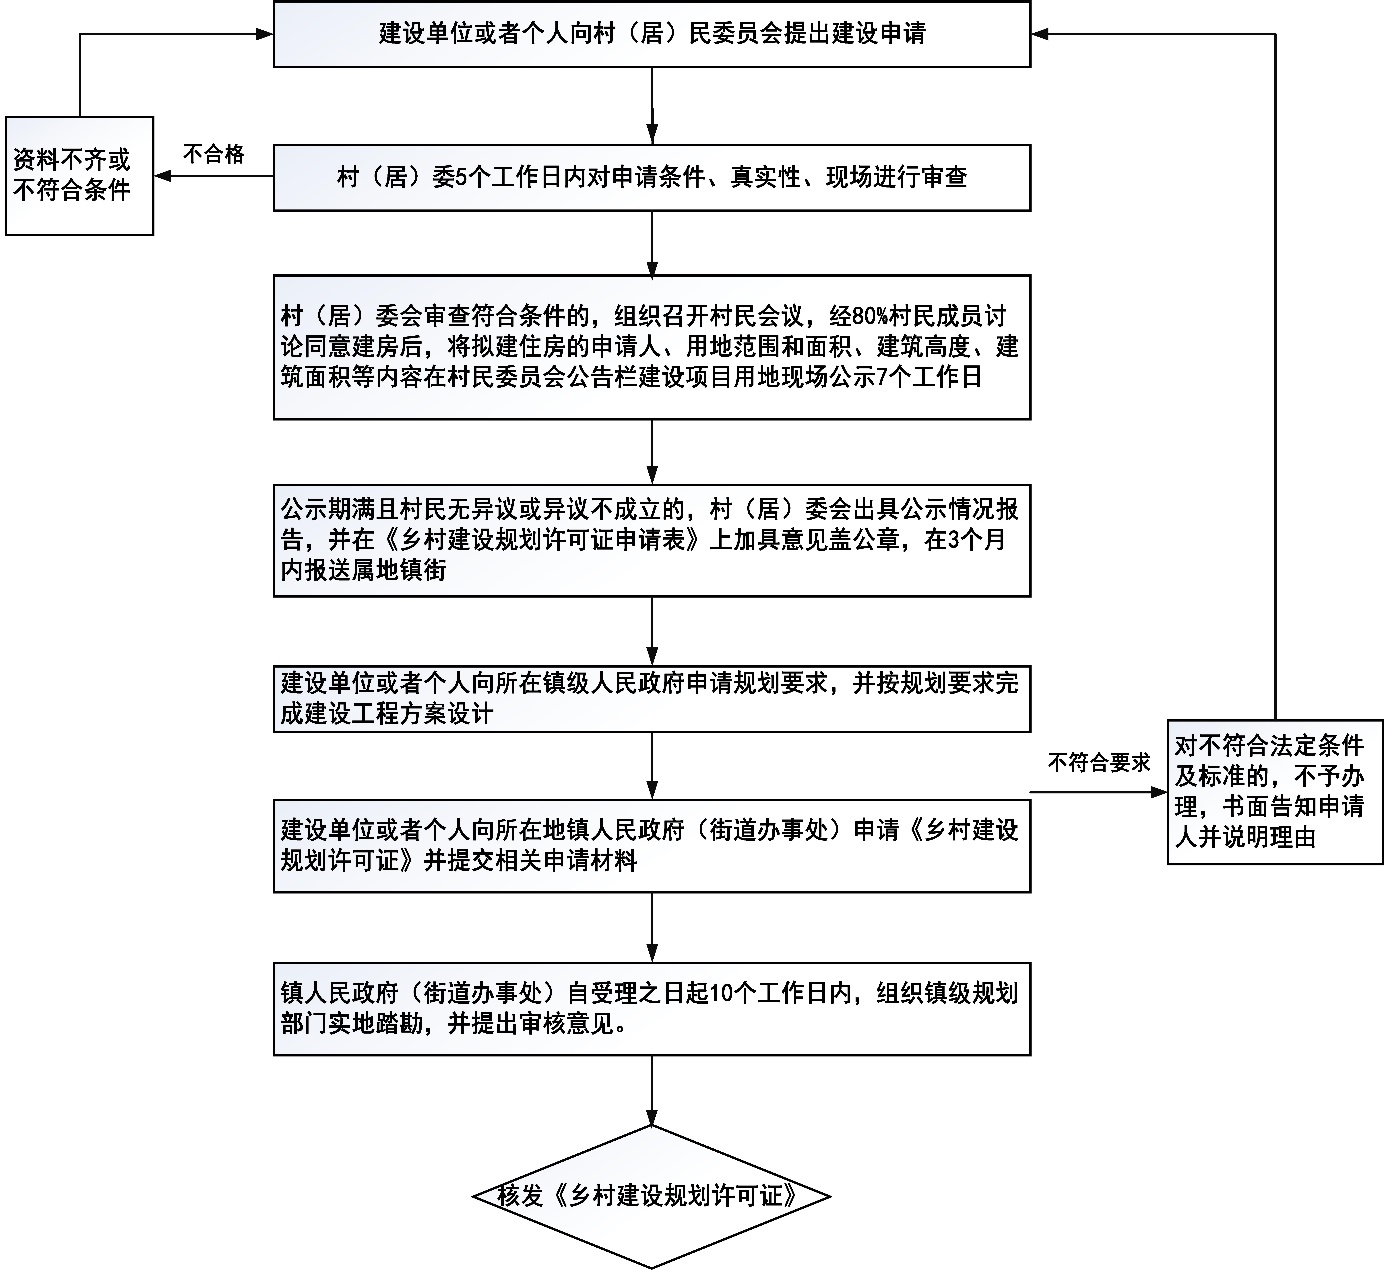 建设单位或者个人向村（居）民委员会提出建设申请
资料不齐或
不符合条件
不合格
村（居）委5个工作日内对申请条件、真实性、现场进行审查
村（居）委会审查符合条件的，组织召开村民会议，经80%村民成员讨
论同意建房后，将拟建住房的申请人、用地范围和面积、建筑高度、建
筑面积等内容在村民委员会公告栏建设项目用地现场公示7个工作日
公示期满且村民无异议或异议不成立的，村（居）委会出具公示情况报
告，并在《乡村建设规划许可证申请表》上加具意见盖公章，在3个月
内报送属地镇街
建设单位或者个人向所在镇级人民政府申请规划要求，并按规划要求完
成建设工程方案设计
不符合要求
对不符合法定条件
及标准的，不予办
理，书面告知申请
人并说明理由
建设单位或者个人向所在地镇人民政府（街道办事处）申请《乡村建设
规划许可证》并提交相关申请材料
镇人民政府（街道办事处）自受理之日起10个工作日内，组织镇级规划
部门实地踏勘，并提出审核意见。
核发《乡村建设规划许可证》